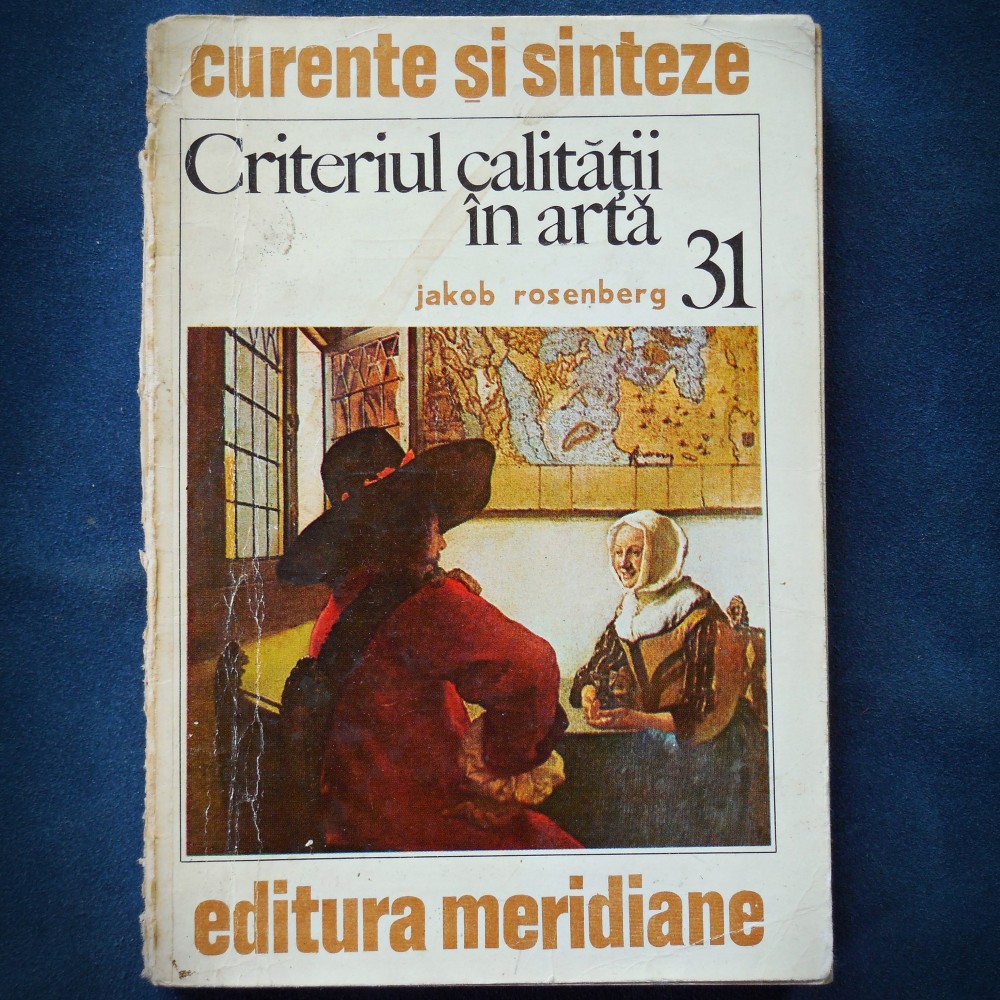 curente și sinteze
Criteriul calității
în artă
jakob rosenberg 31
editura meridiane